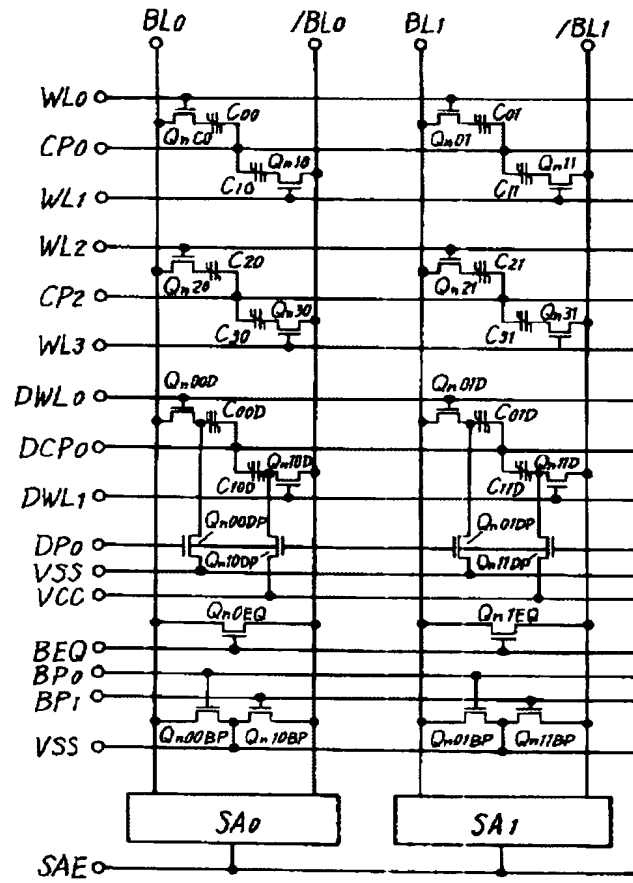 BL0 /BL0 BL1 /BL1
WL0
C00 C01
Qn00 Qn01
CP0
Qn10 Qn11
C10 C11
WL1
WL2
C20 C21
Qn20 Qn21
CP2
Qn30 Qn31
C30 C31
WL3
Qn00D Qn01D
DWL0
C00D C01D
DCP0
Qn10D Qn11D
C10D C11D
DWL1
Qn00DP Qn01DP
DP0
Qn10DP Qn11DP
VSS
VCC
Qn0EQ Qn1EQ
BEQ
BP0
BP1
Qn00BP Qn10BP Qn01BP Qn11BP
VSS
SA0 SA1
SAE